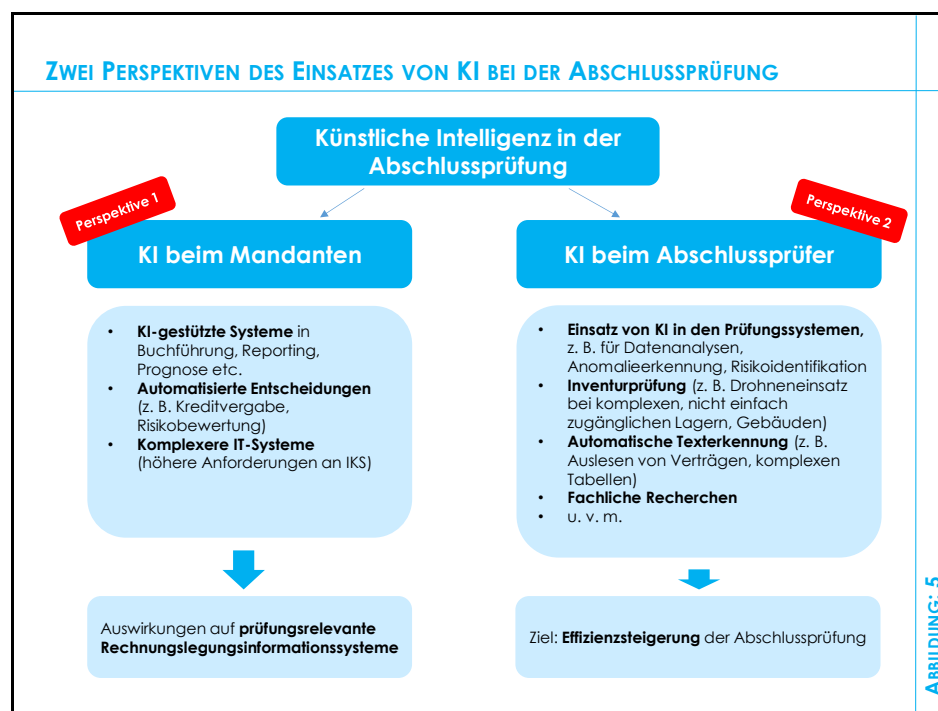 ZWEI PERSPEKTIVEN DES EINSATZES VON KI BEI DER ABSCHLUSSPRÜFUNG
Künstliche Intelligenz in der
Abschlussprüfung
Perspektive 1
KI beim Mandanten
• KI-gestützte Systeme in
Buchführung, Reporting,
Prognose etc.
• Automatisierte Entscheidungen
(z. B. Kreditvergabe,
Risikobewertung)
• Komplexere IT-Systeme
(höhere Anforderungen an IKS)
Auswirkungen auf prüfungsrelevante
Rechnungslegungsinformationssysteme
Perspektive 2
KI beim Abschlussprüfer
• Einsatz von KI in den Prüfungssystemen,
z. B. für Datenanalysen,
Anomalieerkennung, Risikoidentifikation
• Inventurprüfung (z. B. Drohneneinsatz
bei komplexen, nicht einfach
zugänglichen Lagern, Gebäuden)
• Automatische Texterkennung (z. B.
Auslesen von Verträgen, komplexen
Tabellen)
• Fachliche Recherchen
• u. v. m.
Ziel: Effizienzsteigerung der Abschlussprüfung
ABBILDUNG: 5